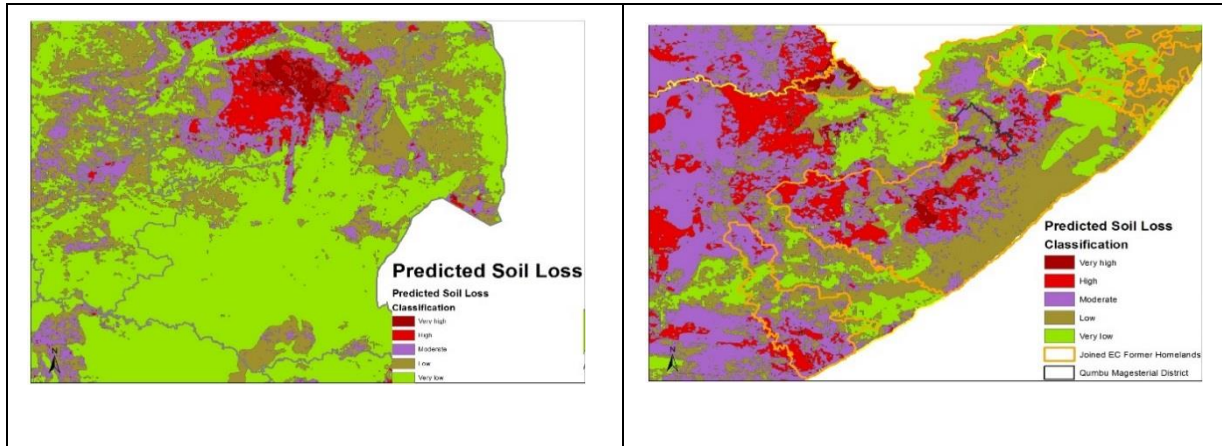 Predicted Soil Loss
Predicted Soil Loss
Classification
Very high
High
Moderate
Low
Very low
N
Predicted Soil Loss
Classification
Very high
High
Moderate
Low
Very low
Joined EC Former Homelands
Qumbu Magesterial District
N